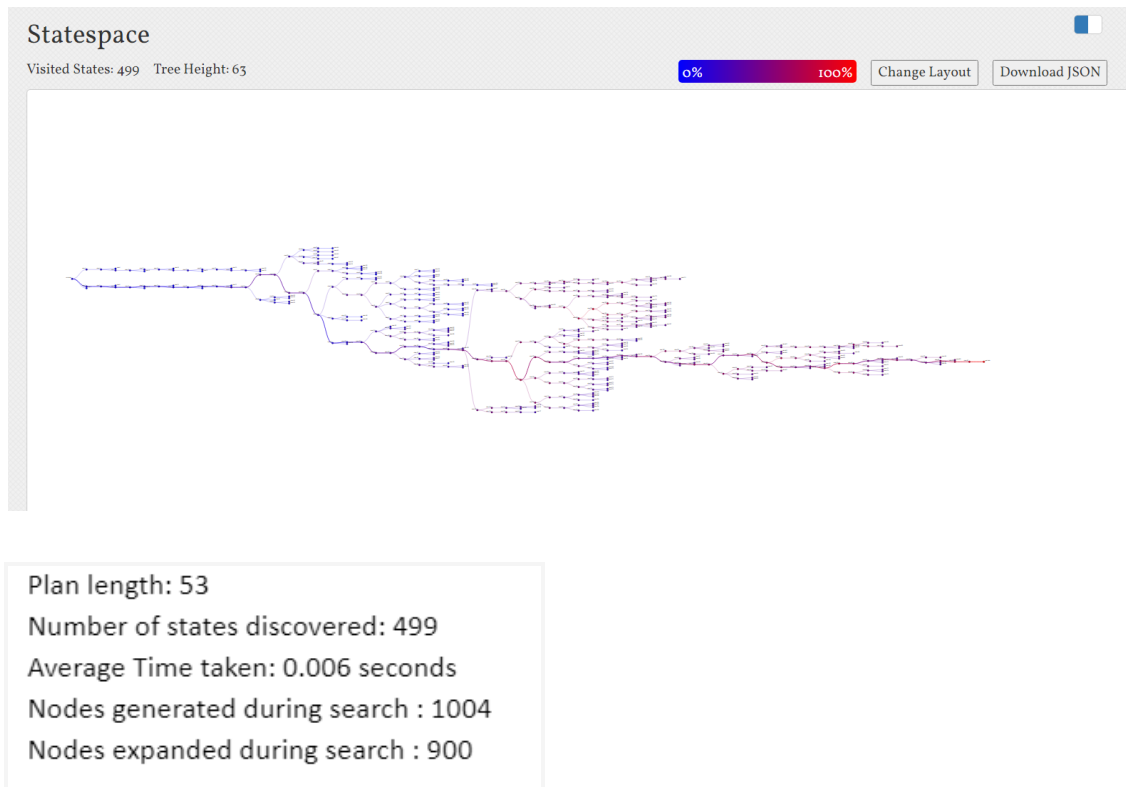 Statespace
Visited States: 499 Tree Height: 63
0% 100% Change Layout Download JSON
Plan length: 53
Number of states discovered: 499
Average Time taken: 0.006 seconds
Nodes generated during search : 1004
Nodes expanded during search : 900